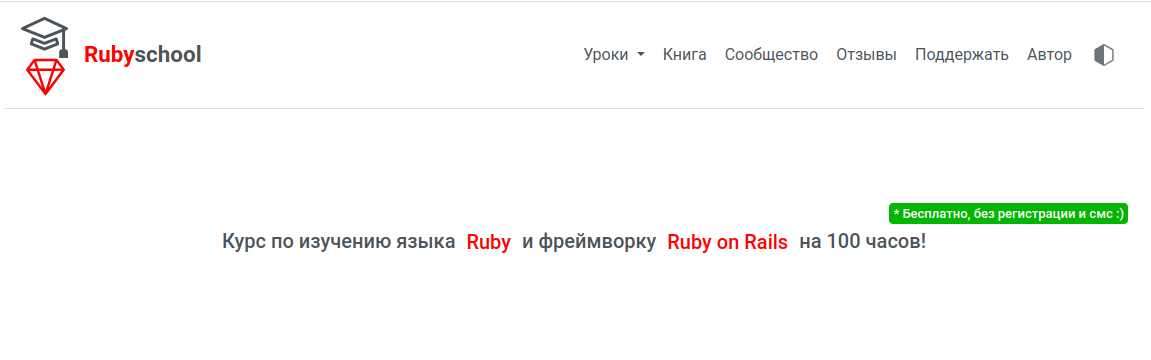 Rubyschool
Уроки Книга Сообщество Отзывы Поддержать Автор
* Бесплатно, без регистрации и смс :)
Курс по изучению языка Ruby и фреймворку Ruby on Rails на 100 часов!